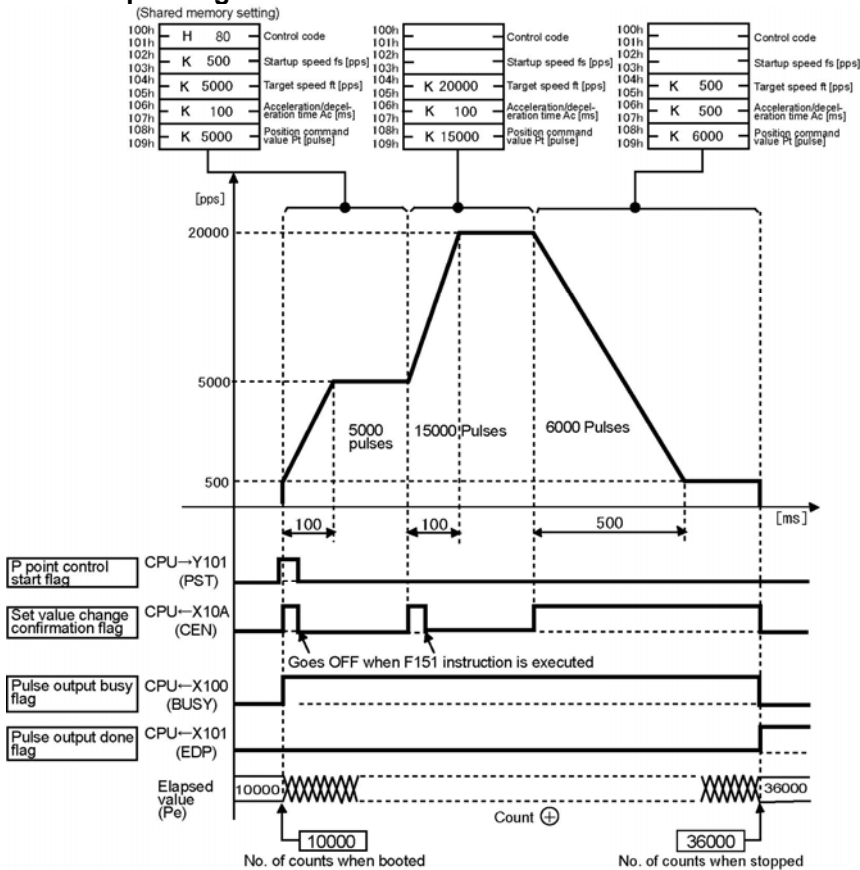 (Shared memory setting)
100h
101h
H 80
Control code
102h
103h
K 500
Startup speed fs [pps]
104h
105h
K 5000
Target speed ft [pps]
106h
107h
K 100
Acceleration/decel-
eration time Ac [ms]
108h
109h
K 5000
Position command
value Pt [pulse]
100h
101h
Control code
102h
103h
Startup speed fs [pps]
104h
105h
K 20000
Target speed ft [pps]
106h
107h
K 100
Acceleration/decel-
eration time Ac [ms]
108h
109h
K 15000
Position command
value Pt [pulse]
100h
101h
Control code
102h
103h
Startup speed fs [pps]
104h
105h
K 500
Target speed ft [pps]
106h
107h
K 500
Acceleration/decel-
eration time Ac [ms]
108h
109h
K 6000
Position command
value Pt [pulse]
[pps]
20000
5000
500
5000
pulses
15000 Pulses
6000 Pulses
100
100
500
[ms]
P point control
start flag
CPU→Y101
(PST)
Set value change
confirmation flag
CPU←X10A
(CEN)
Goes OFF when F151 instruction is executed
Pulse output busy
flag
CPU←X100
(BUSY)
Pulse output done
flag
CPU←X101
(EDP)
Elapsed
value
(Pe)
10000
36000
Count ⊕
10000
No. of counts when booted
36000
No. of counts when stopped